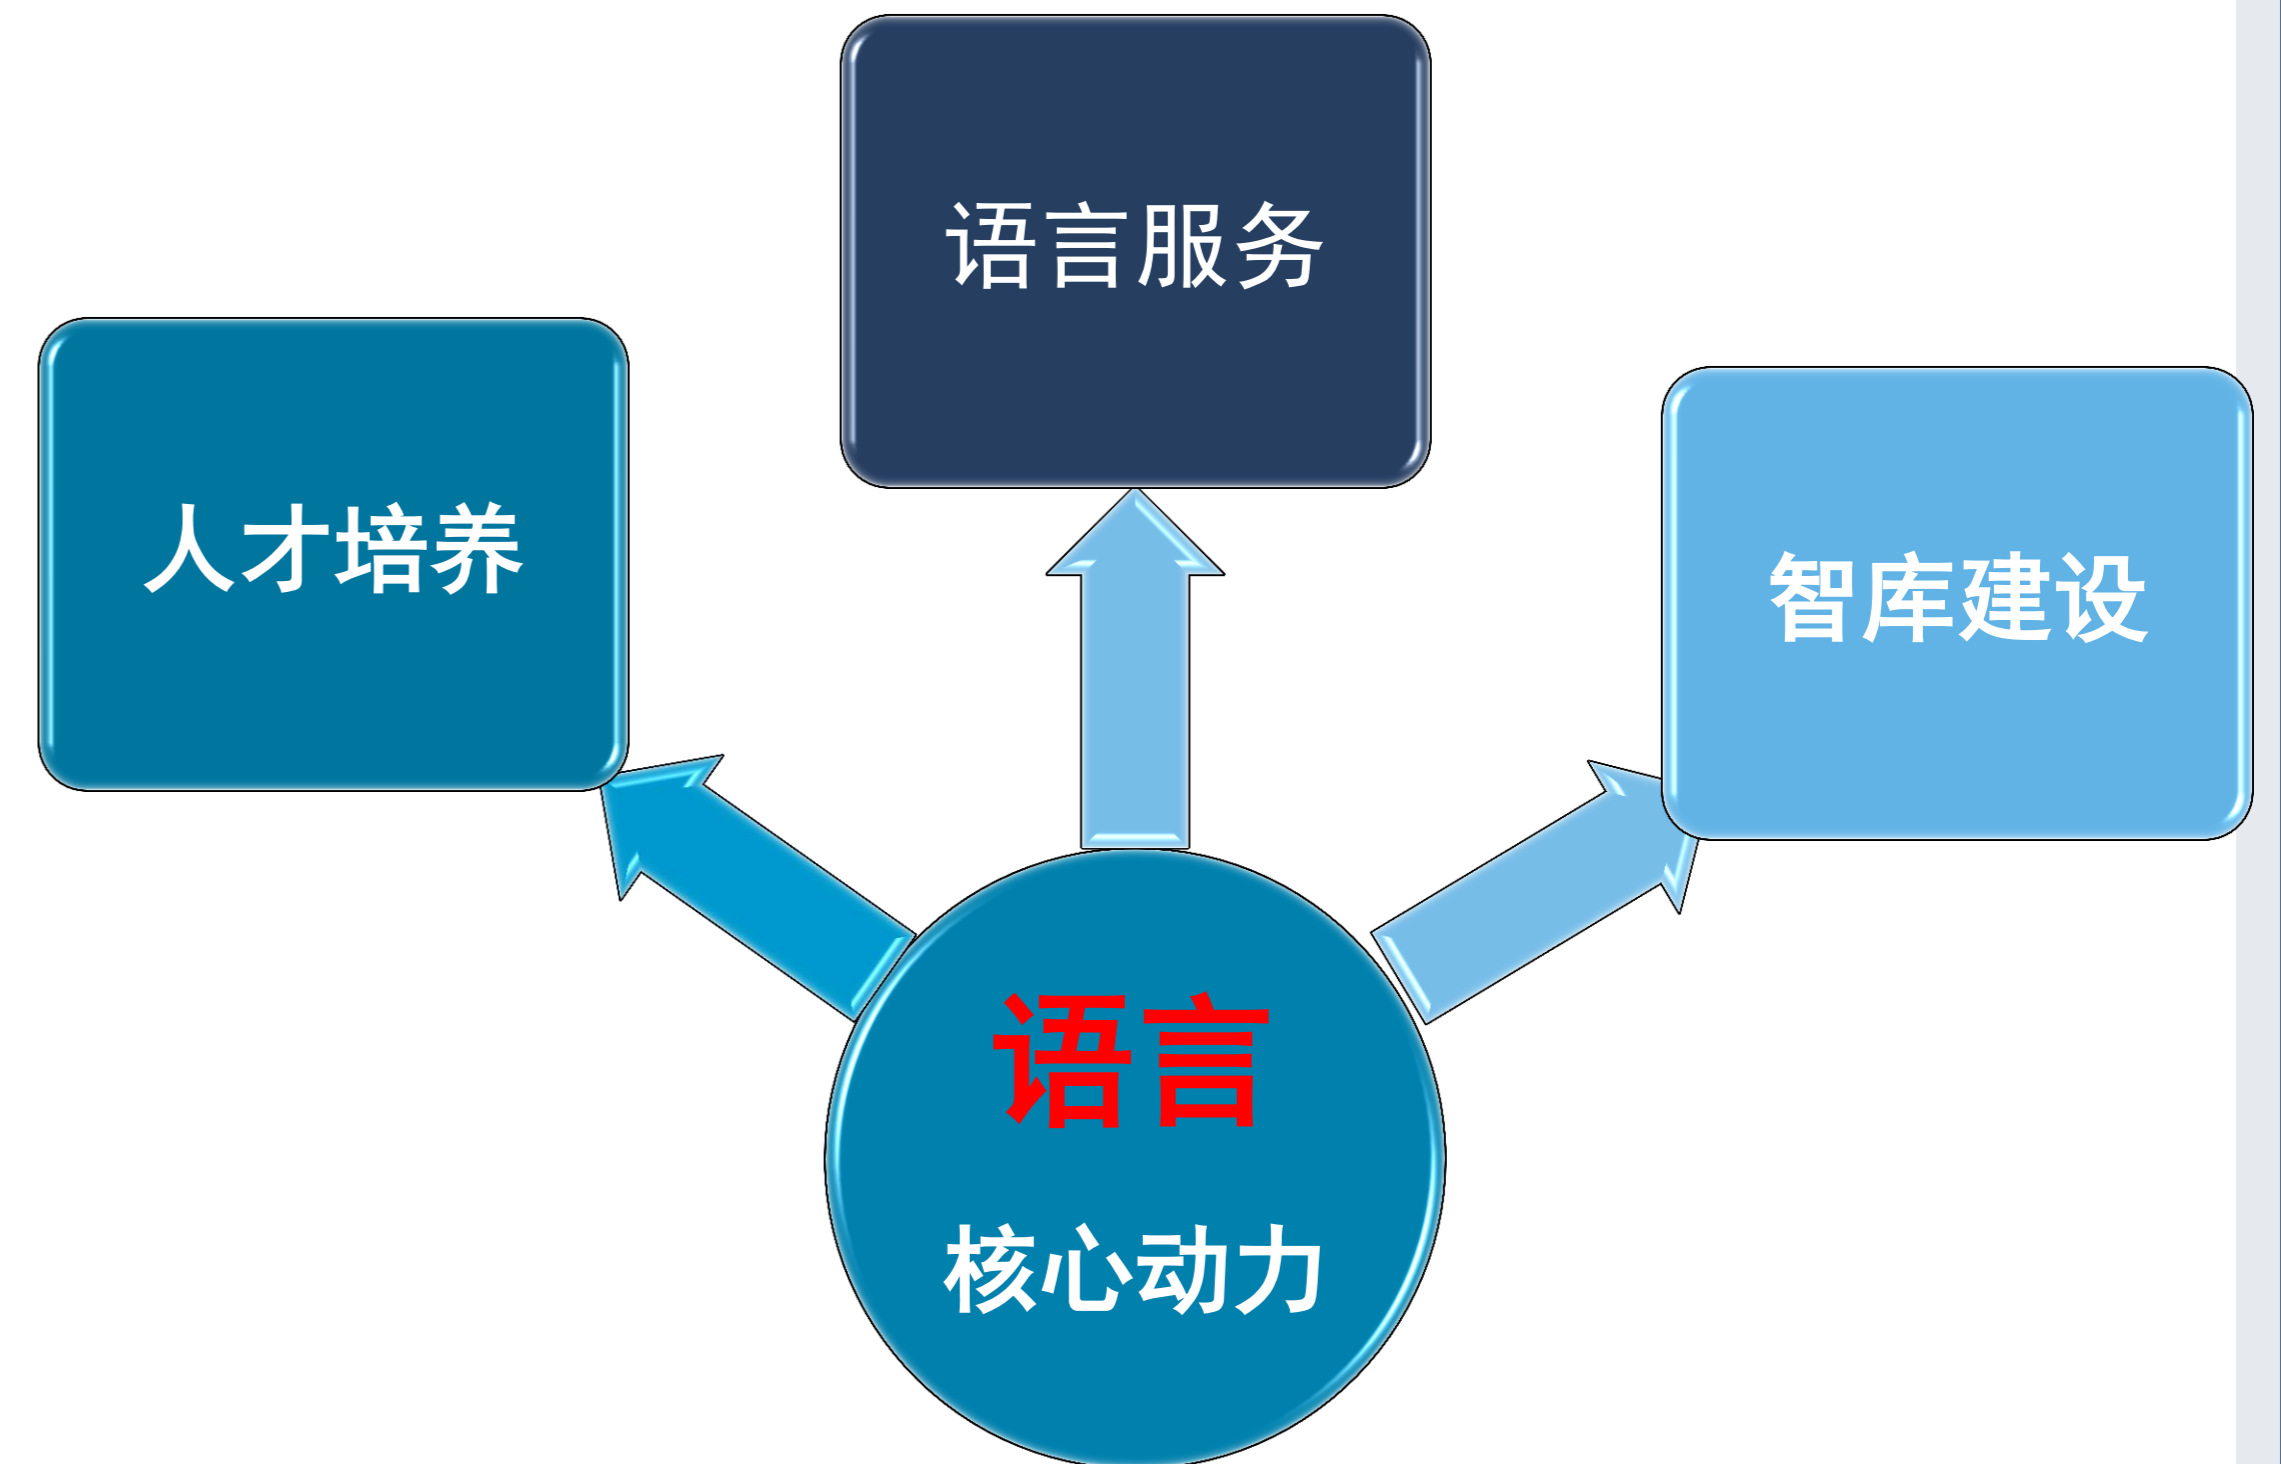 语言服务
人才培养
智库建设
语言
核心动力